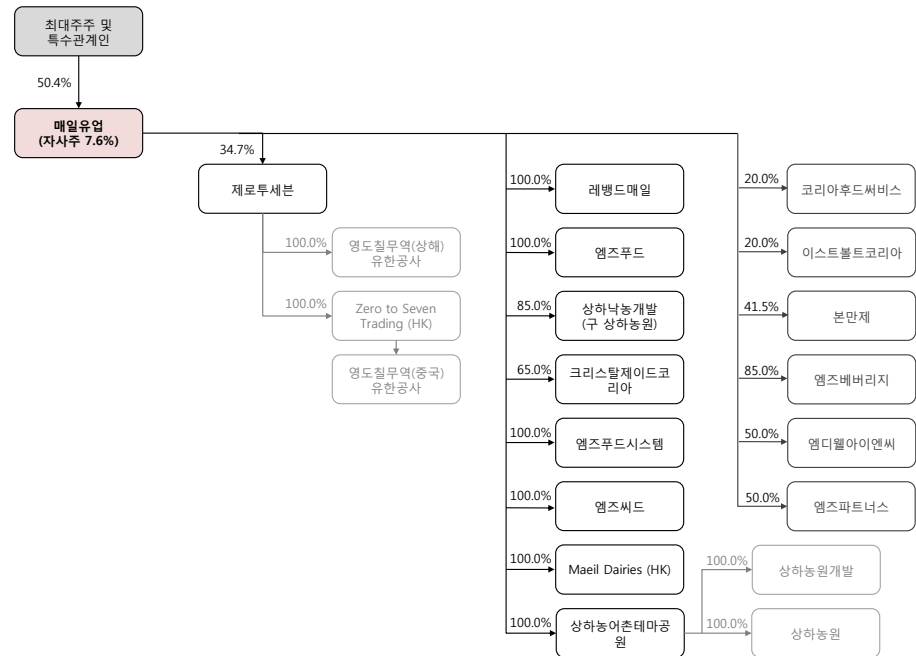 최대주주 및
특수관계인
50.4%
매일유업
(자사주 7.6%)
34.7%
제로투세븐
100.0%
영도칠무역(상해)
유한공사
100.0%
Zero to Seven
Trading (HK)
영도칠무역(중국)
유한공사
100.0%
레뱅드매일
100.0%
엠즈푸드
85.0%
상하낙농개발
(구 상하농원)
65.0%
크리스탈제이드코
리아
100.0%
엠즈푸드시스템
100.0%
엠즈씨드
100.0%
Maeil Dairies (HK)
100.0%
상하농어촌테마공
원
20.0%
코리아후드써비스
20.0%
이스트볼트코리아
41.5%
본만제
85.0%
엠즈베버리지
50.0%
엠디웰아이엔씨
50.0%
엠즈파트너스
100.0%
상하농원개발
100.0%
상하농원